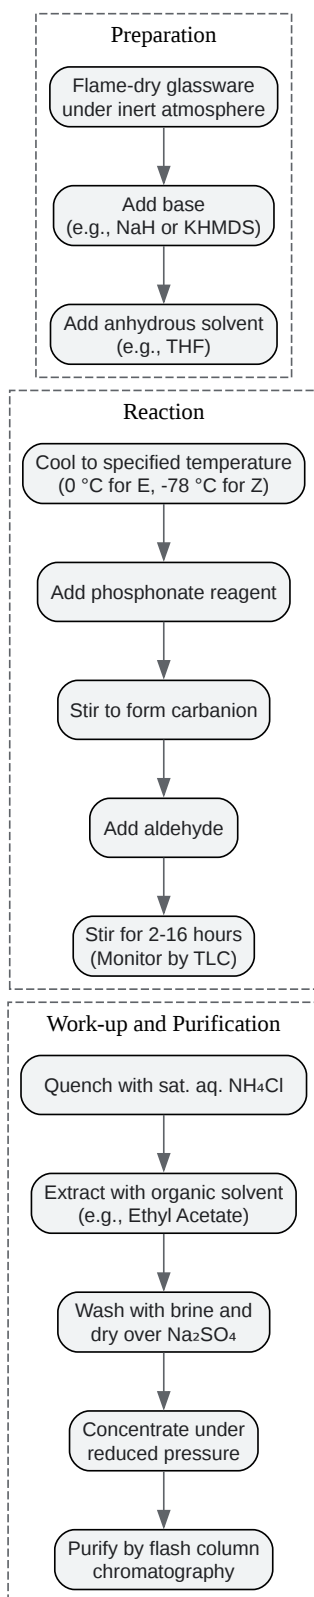 Preparation
Flame-dry glassware
under inert atmosphere
Add base
(e.g., NaH or KHMDS)
Add anhydrous solvent
(e.g., THF)
Reaction
Cool to specified temperature
(0 °C for E, -78 °C for Z)
Add phosphonate reagent
Stir to form carbanion
Add aldehyde
Stir for 2-16 hours
(Monitor by TLC)
Work-up and Purification
Quench with sat. aq. NH₄Cl
Extract with organic solvent
(e.g., Ethyl Acetate)
Wash with brine and
dry over Na₂SO₄
Concentrate under
reduced pressure
Purify by flash column
chromatography